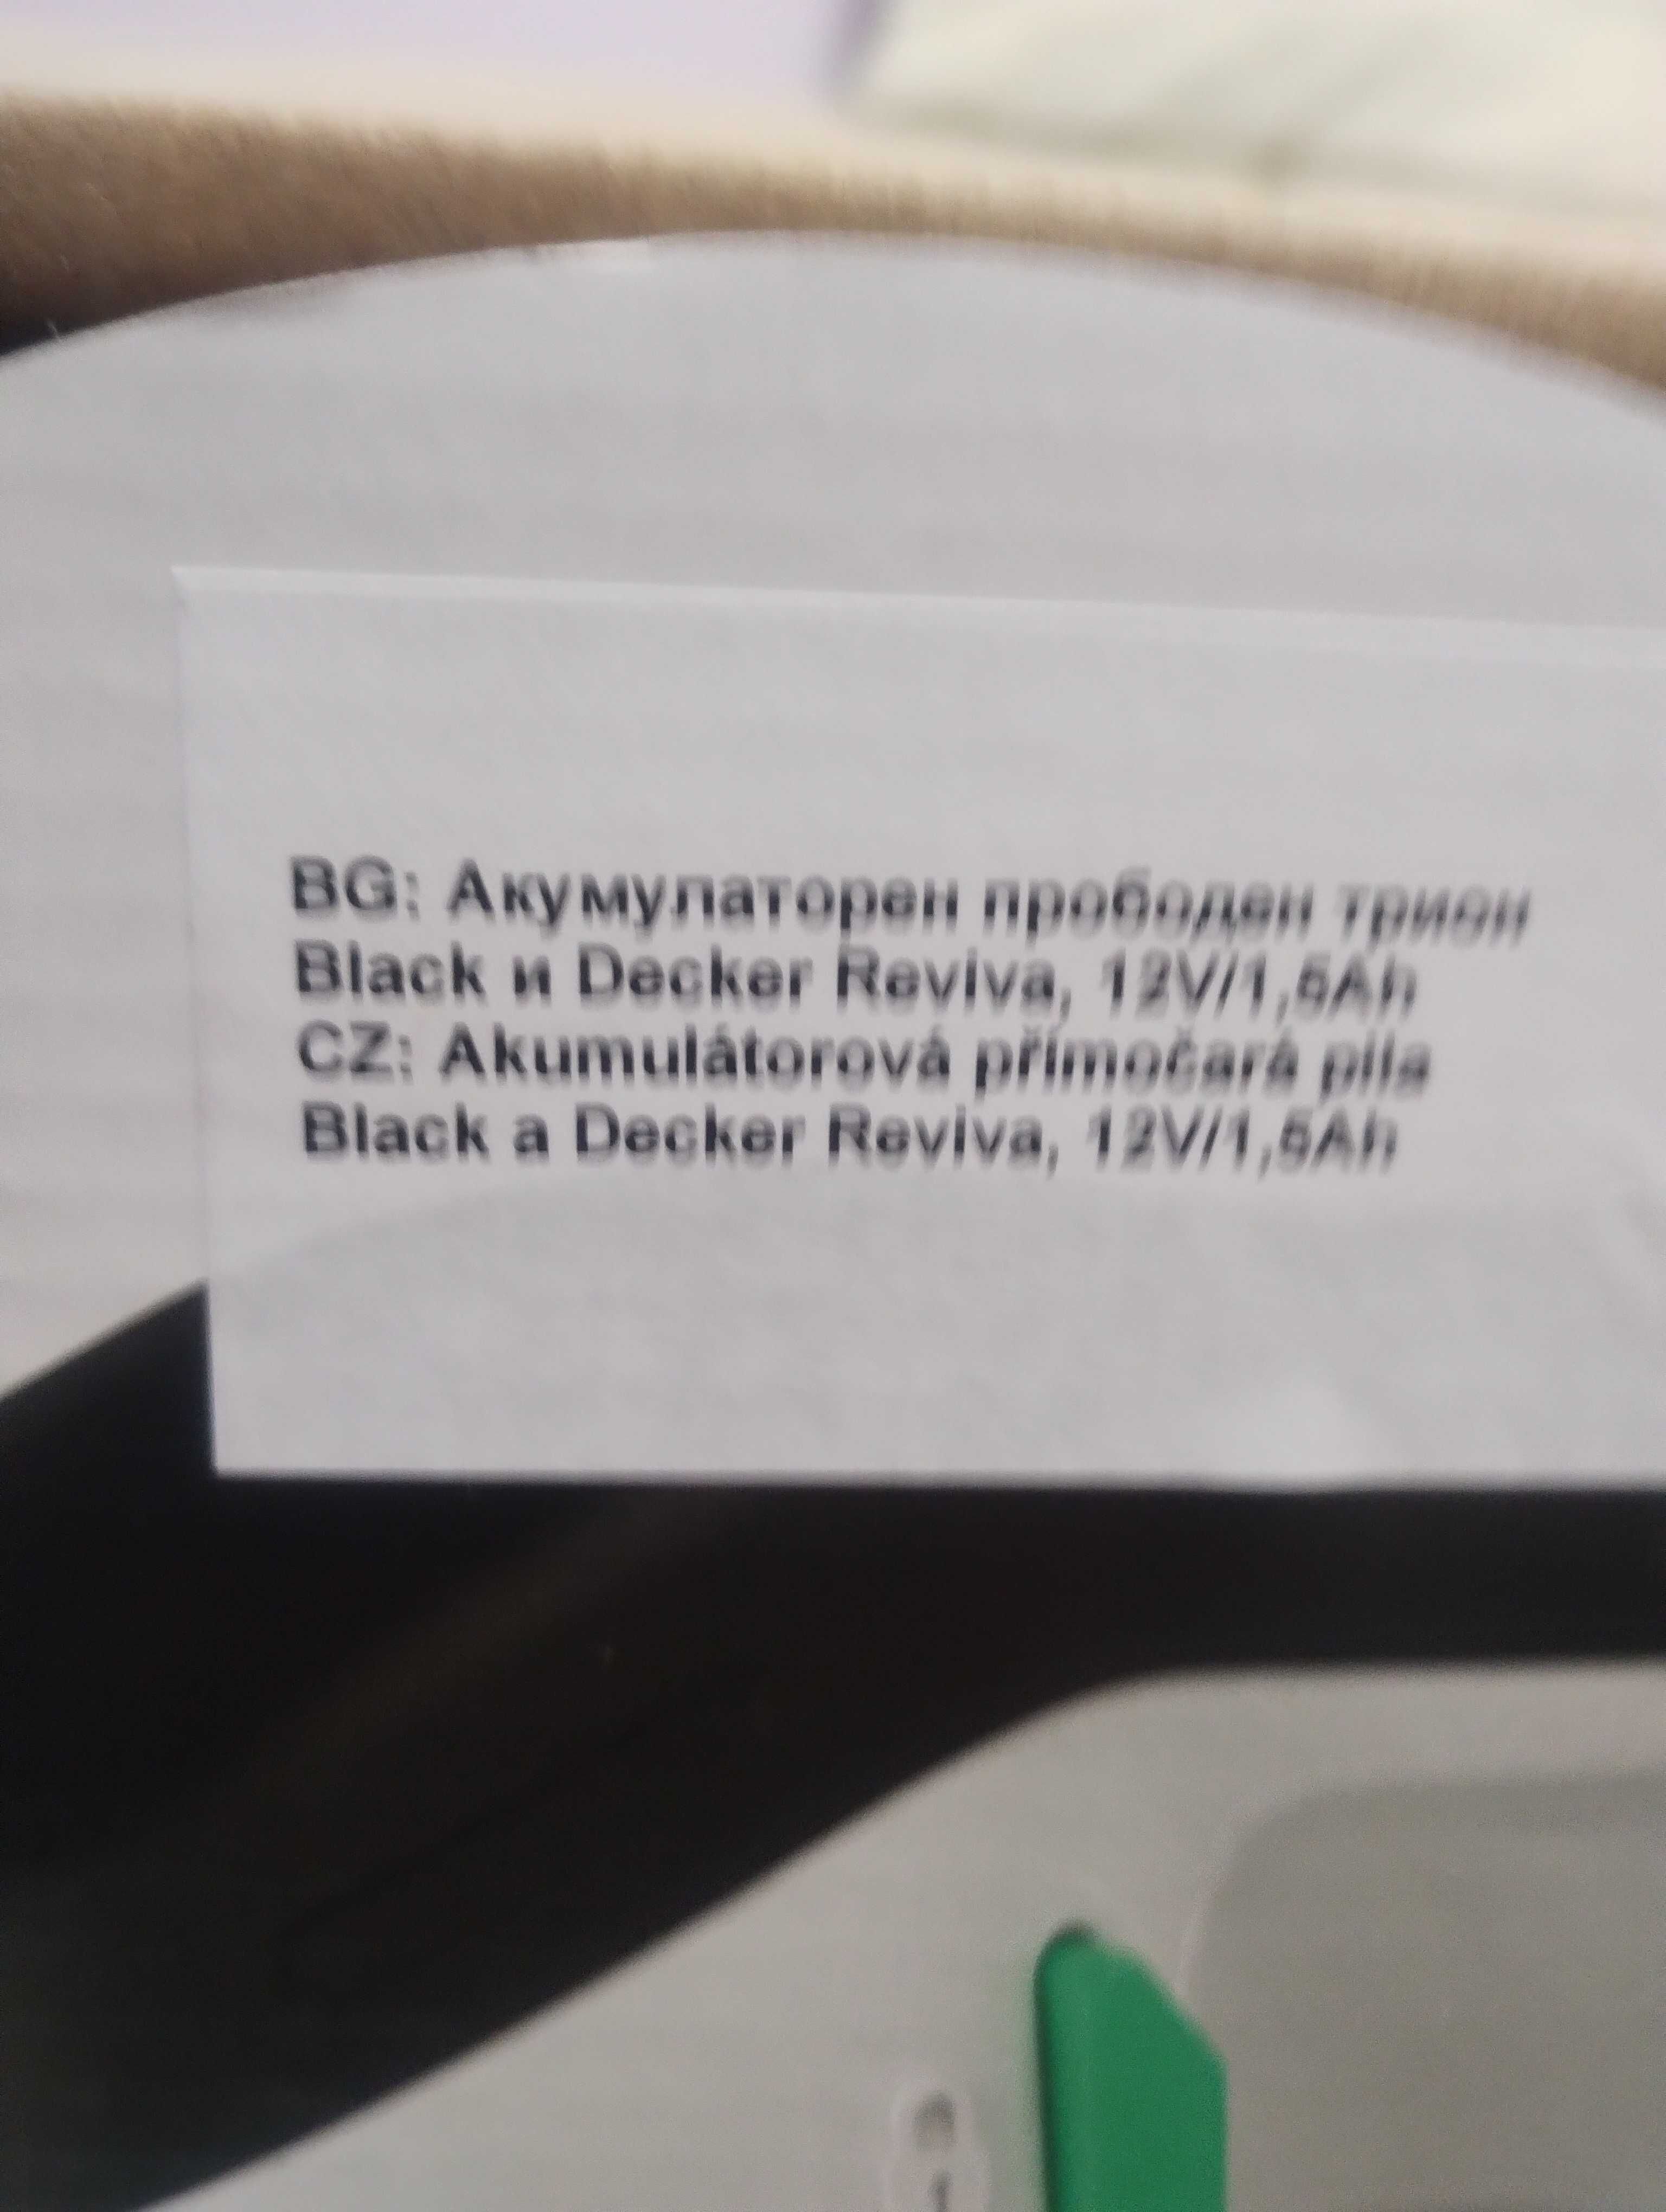 BG: Акумулаторен прободен трион
Black и Decker Reviva, 12V/1,5Ah
CZ: Akumulátorová přímočará pila
Black a Decker Reviva, 12V/1,5Ah